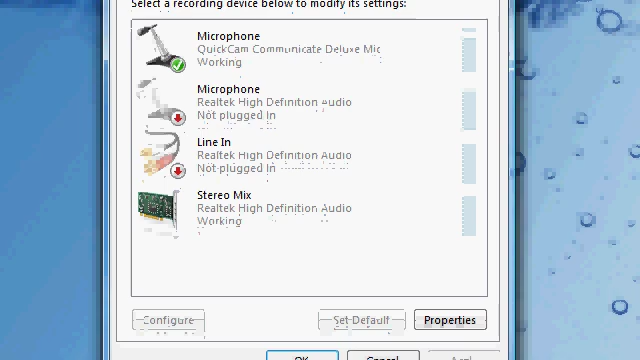 Select a recording device below to modify its settings:
Microphone
QuickCam Communicate Deluxe Mic
Working
Microphone
Realtek High Definition Audio
Not plugged in
Line In
Realtek High Definition Audio
Not plugged in
Stereo Mix
Realtek High Definition Audio
Working
Configure
Set Default
Properties
OK
Cancel